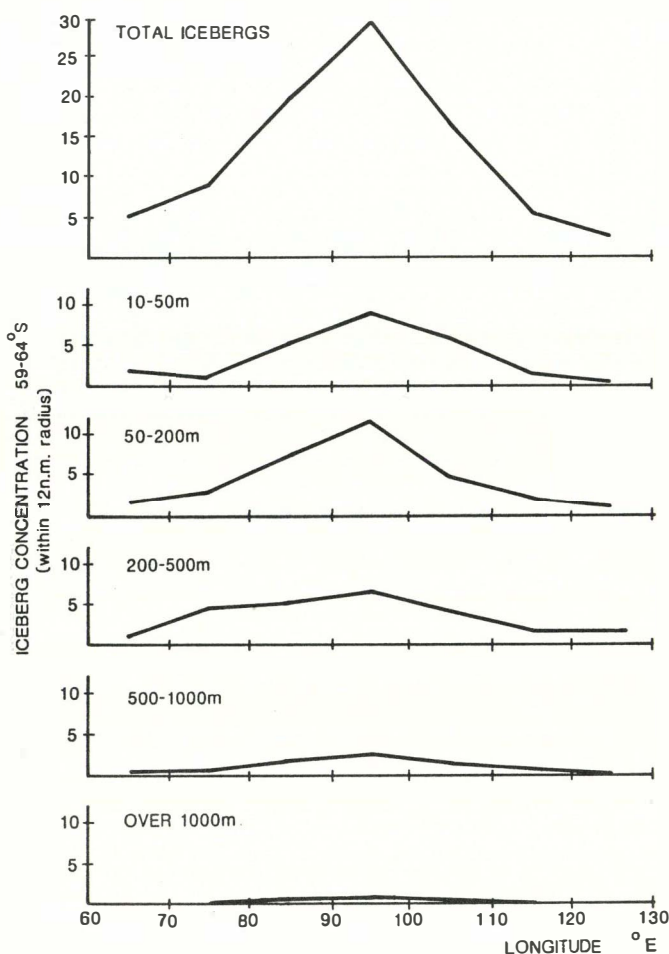 TOTAL ICEBERGS
30
25
20
15
10
5
10-50m
10
5
50-200m
10
5
200-500m
10
5
500-1000m
10
5
OVER 1000m
10
5
ICEBERG CONCENTRATION 59-64°S
(within 12n.m. radius)
60 70 80 90 100 110 120 130
LONGITUDE °E